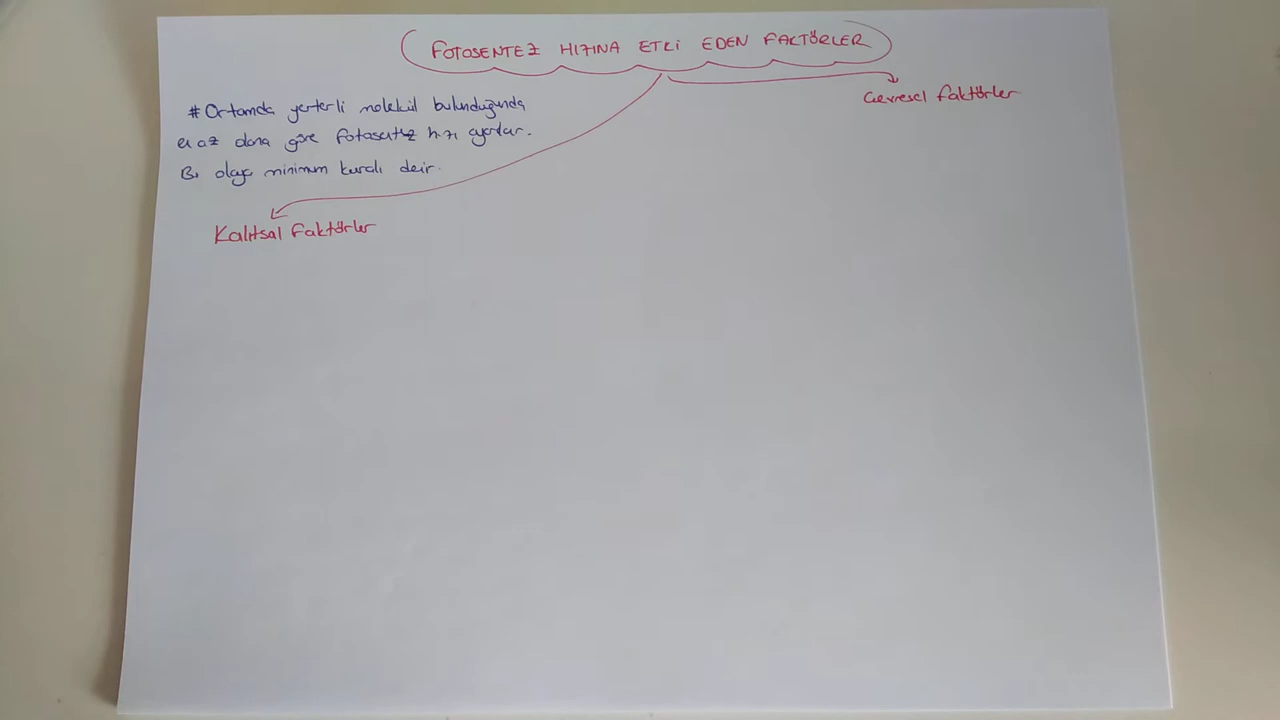 FOTOSENTEZ HIZINA ETKİ EDEN FAKTÖRLER
Çevresel Faktörler
# Ortamda yeterli molekül bulunduğunda
en az olana göre fotosentez hızı ayarlar.
Bu olaya minimum kuralı denir.
Kalıtsal Faktörler